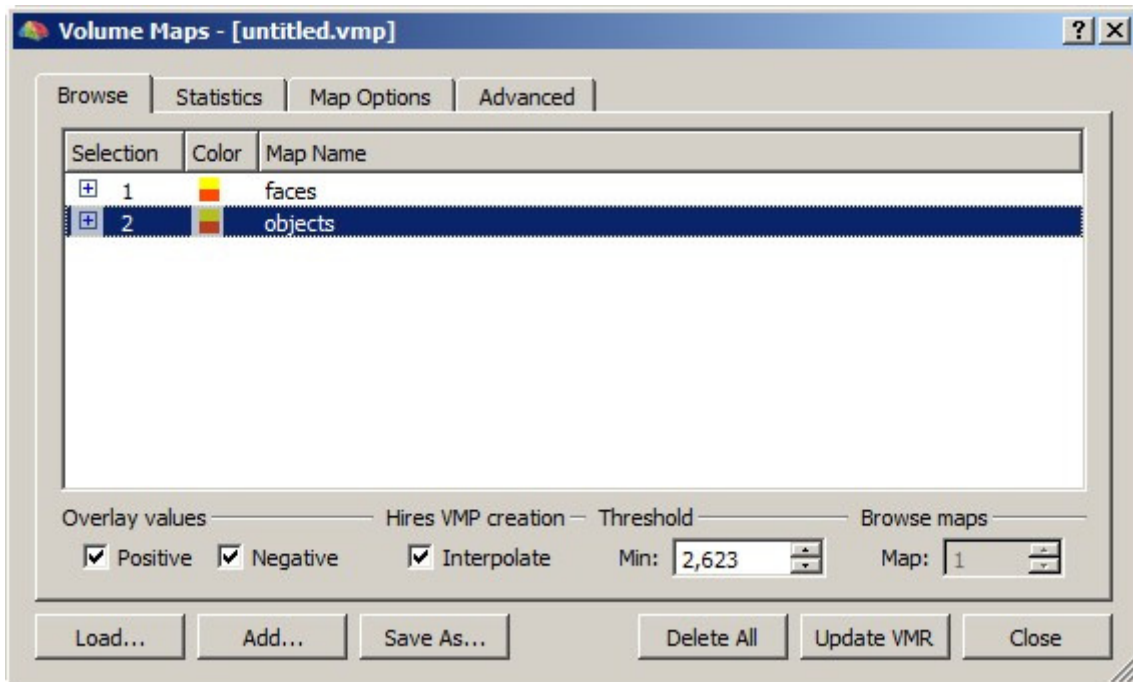 Volume Maps - [untitled.vmp]
Browse Statistics Map Options Advanced
Selection Color Map Name
1 faces
2 objects
Overlay values Hires VMP creation Threshold Browse maps
Positive Negative Interpolate Min: 2,623 Map: 1
Load... Add... Save As... Delete All Update VMR Close